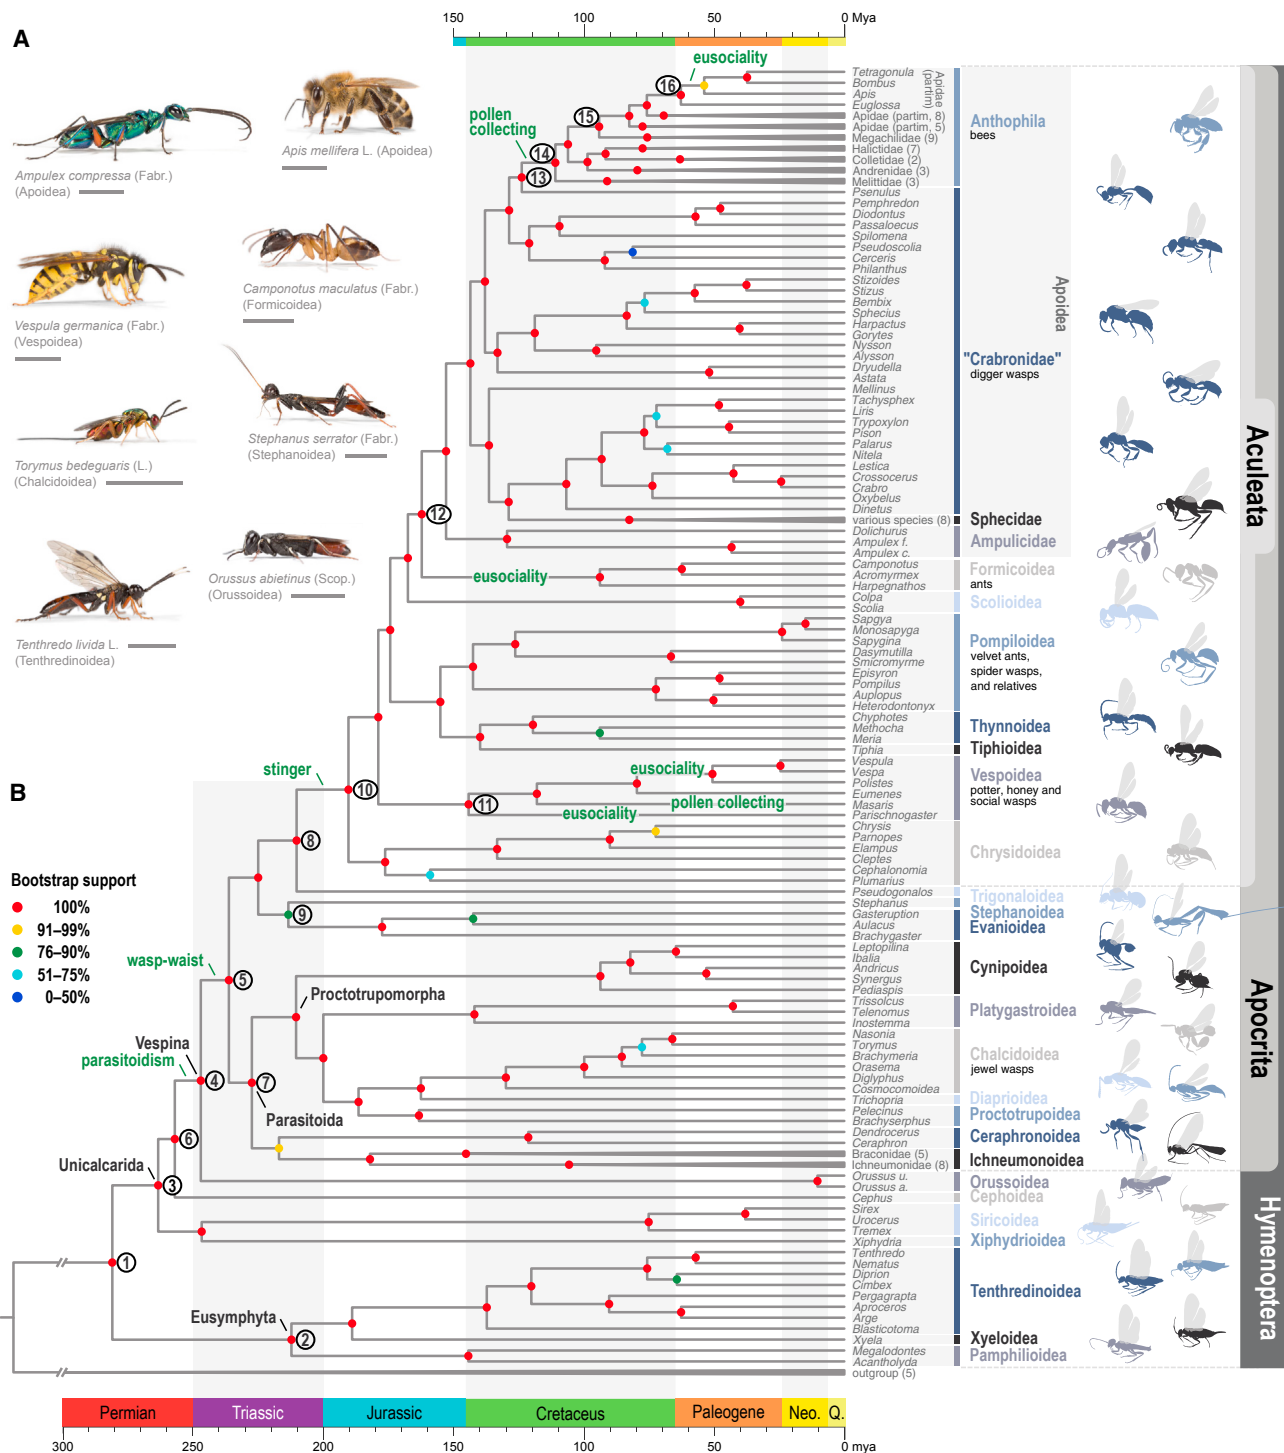 150 100 50 0 Mya
A
Apis mellifera L. (Apoidea)
Ampulex compressa (Fabr.)
(Apoidea)
Camponotus maculatus (Fabr.)
(Formicoidea)
Vespula germanica (Fabr.)
(Vespoidea)
Stephanus serrator (Fabr.)
(Stephanoidea)
Torymus bedeguaris (L.)
(Chalcidoidea)
Orussus abietinus (Scop.)
(Orussoidea)
Tenthredo livida L.
(Tenthredinoidea)
B
Bootstrap support
100%
91–99%
76–90%
51–75%
0–50%
eusociality
16
15
pollen
collecting
14
13
12
eusociality
stinger
10
eusociality
11
pollen collecting
eusociality
8
9
wasp-waist
5
Proctotrupomorpha
Vespina
parasitoidism
4
7
Parasitoida
6
Unicalcarida
3
1
Eusymphyta
2
Tetragonula
Bombus
Apis
Euglossa
Apidae (partim, 8)
Apidae (partim, 5)
Megachilidae (9)
Halictidae (7)
Colletidae (2)
Andrenidae (3)
Melittidae (3)
Psenulus
Pemphredon
Diodontus
Passaloecus
Spilomena
Pseudoscolia
Cerceris
Philanthus
Stizoides
Stizus
Bembix
Sphecius
Harpactus
Gorytes
Nysson
Alysson
Dryudella
Astata
Mellinus
Tachysphex
Liris
Trypoxylon
Pison
Palarus
Nitela
Lestica
Crossocerus
Crabro
Oxybelus
Dinetus
various species (8)
Dolichurus
Ampulex f.
Ampulex c.
Camponotus
Acromyrmex
Harpegnathos
Colpa
Scolia
Sapgya
Monosapyga
Sapygina
Dasymutilla
Smicromyrme
Episyron
Pompilus
Auplopus
Heterodontonyx
Chyphotes
Methocha
Meria
Tiphia
Vespula
Vespa
Polistes
Eumenes
Masaris
Parischnogaster
Chrysis
Parnopes
Elampus
Cleptes
Cephalonomia
Plumarius
Pseudogonalos
Stephanus
Gasteruption
Aulacus
Brachygaster
Leptopilina
Ibalia
Andricus
Synergus
Pediaspis
Trissolcus
Telenomus
Inostemma
Nasonia
Torymus
Brachymeria
Orasema
Diglyphus
Cosmocomoidea
Trichopria
Pelecinus
Brachyserphus
Dendrocerus
Ceraphron
Braconidae (5)
Ichneumonidae (8)
Orussus u.
Orussus a.
Cephus
Sirex
Urocerus
Tremex
Xiphydria
Tenthredo
Nematus
Diprion
Cimbex
Pergagrapta
Aproceros
Arge
Blasticotoma
Xyela
Megalodontes
Acantholyda
outgroup (5)
Apidae
(partim)
Anthophila
bees
Apoidea
"Crabronidae"
digger wasps
Sphecidae
Ampulicidae
Formicoidea
ants
Scolioidea
Pompiloidea
velvet ants,
spider wasps,
and relatives
Thynnoidea
Tiphioidea
Vespoidea
potter, honey and
social wasps
Chrysidoidea
Trigonaloidea
Stephanoidea
Evanioidea
Cynipoidea
Platygastroidea
Chalcidoidea
jewel wasps
Diaprioidea
Proctotrupoidea
Ceraphronoidea
Ichneumonoidea
Orussoidea
Cephoidea
Siricoidea
Xiphydrioidea
Tenthredinoidea
Xyeloidea
Pamphilioidea
Aculeata
Apocrita
Hymenoptera
Permian Triassic Jurassic Cretaceus Paleogene Neo. Q.
300 250 200 150 100 50 0 mya